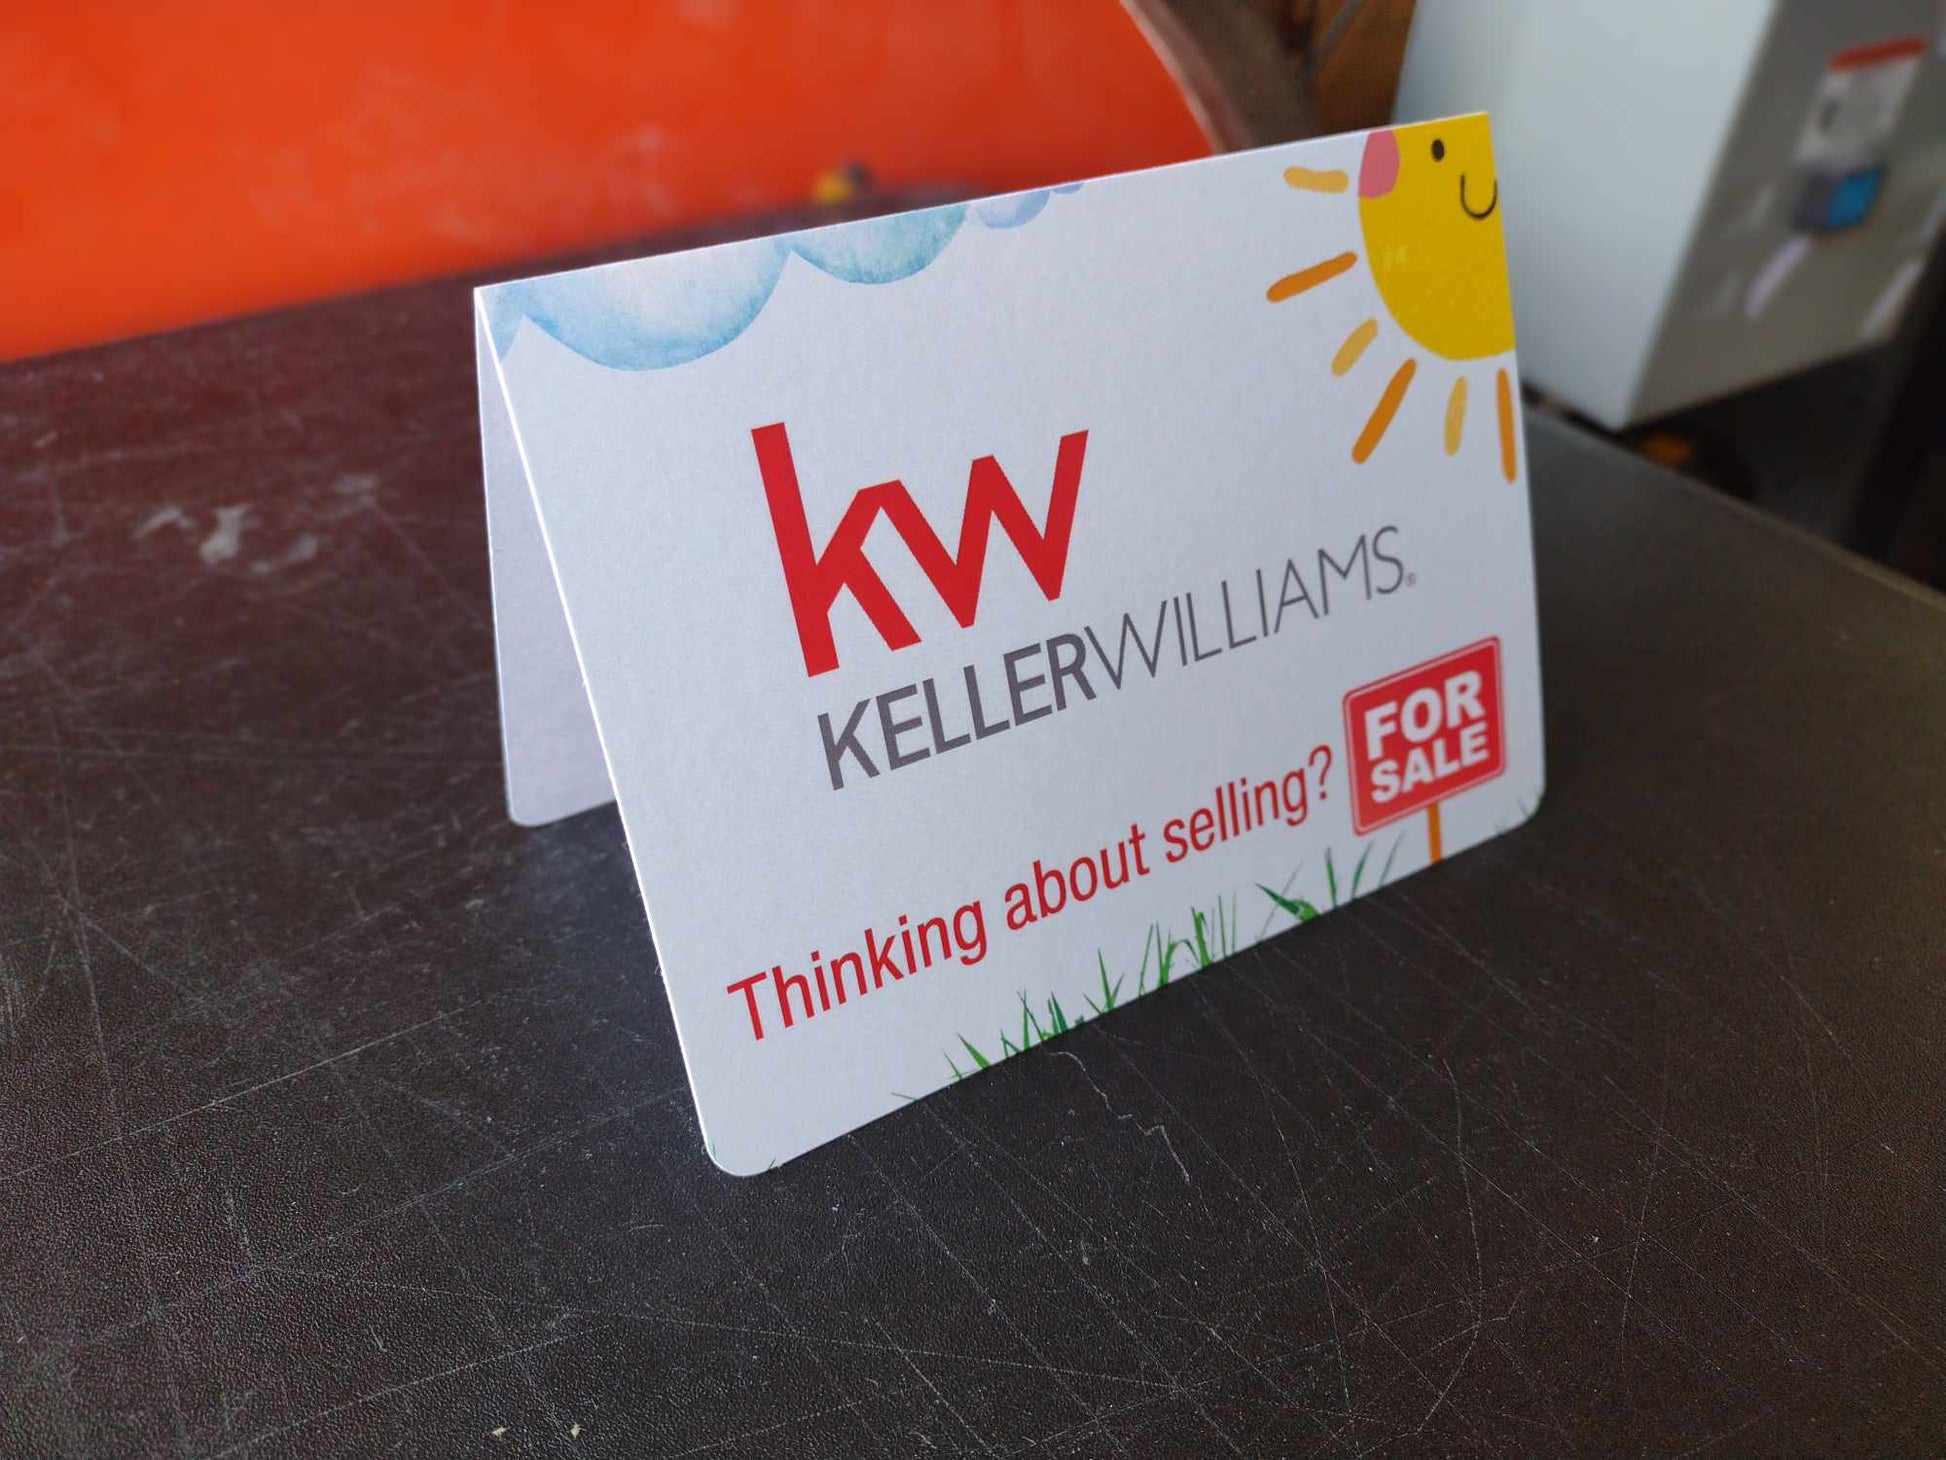 kw
KELLERWILLIAMS®
Thinking about selling?
FOR
SALE